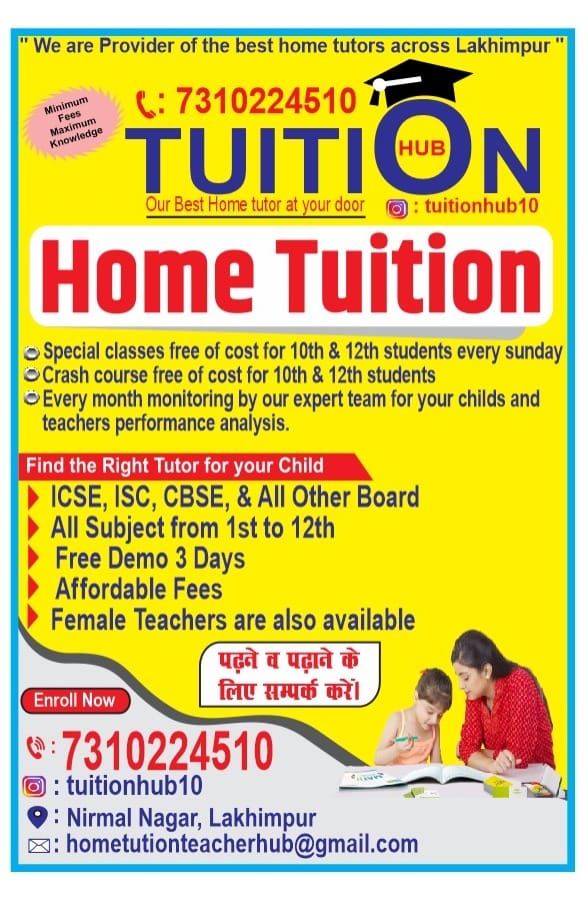 " We are Provider of the best home tutors across Lakhimpur "
Minimum
Fees
Maximum
Knowledge
: 7310224510
TUITION
HUB
Our Best Home tutor at your door
: tuitionhub10
Home Tuition
Special classes free of cost for 10th & 12th students every sunday
Crash course free of cost for 10th & 12th students
Every month monitoring by our expert team for your childs and
teachers performance analysis.
Find the Right Tutor for your Child
ICSE, ISC, CBSE, & All Other Board
All Subject from 1st to 12th
Free Demo 3 Days
Affordable Fees
Female Teachers are also available
पढ़ने व पढ़ाने के
लिए सम्पर्क करें।
Enroll Now
: 7310224510
: tuitionhub10
: Nirmal Nagar, Lakhimpur
: hometutionteacherhub@gmail.com